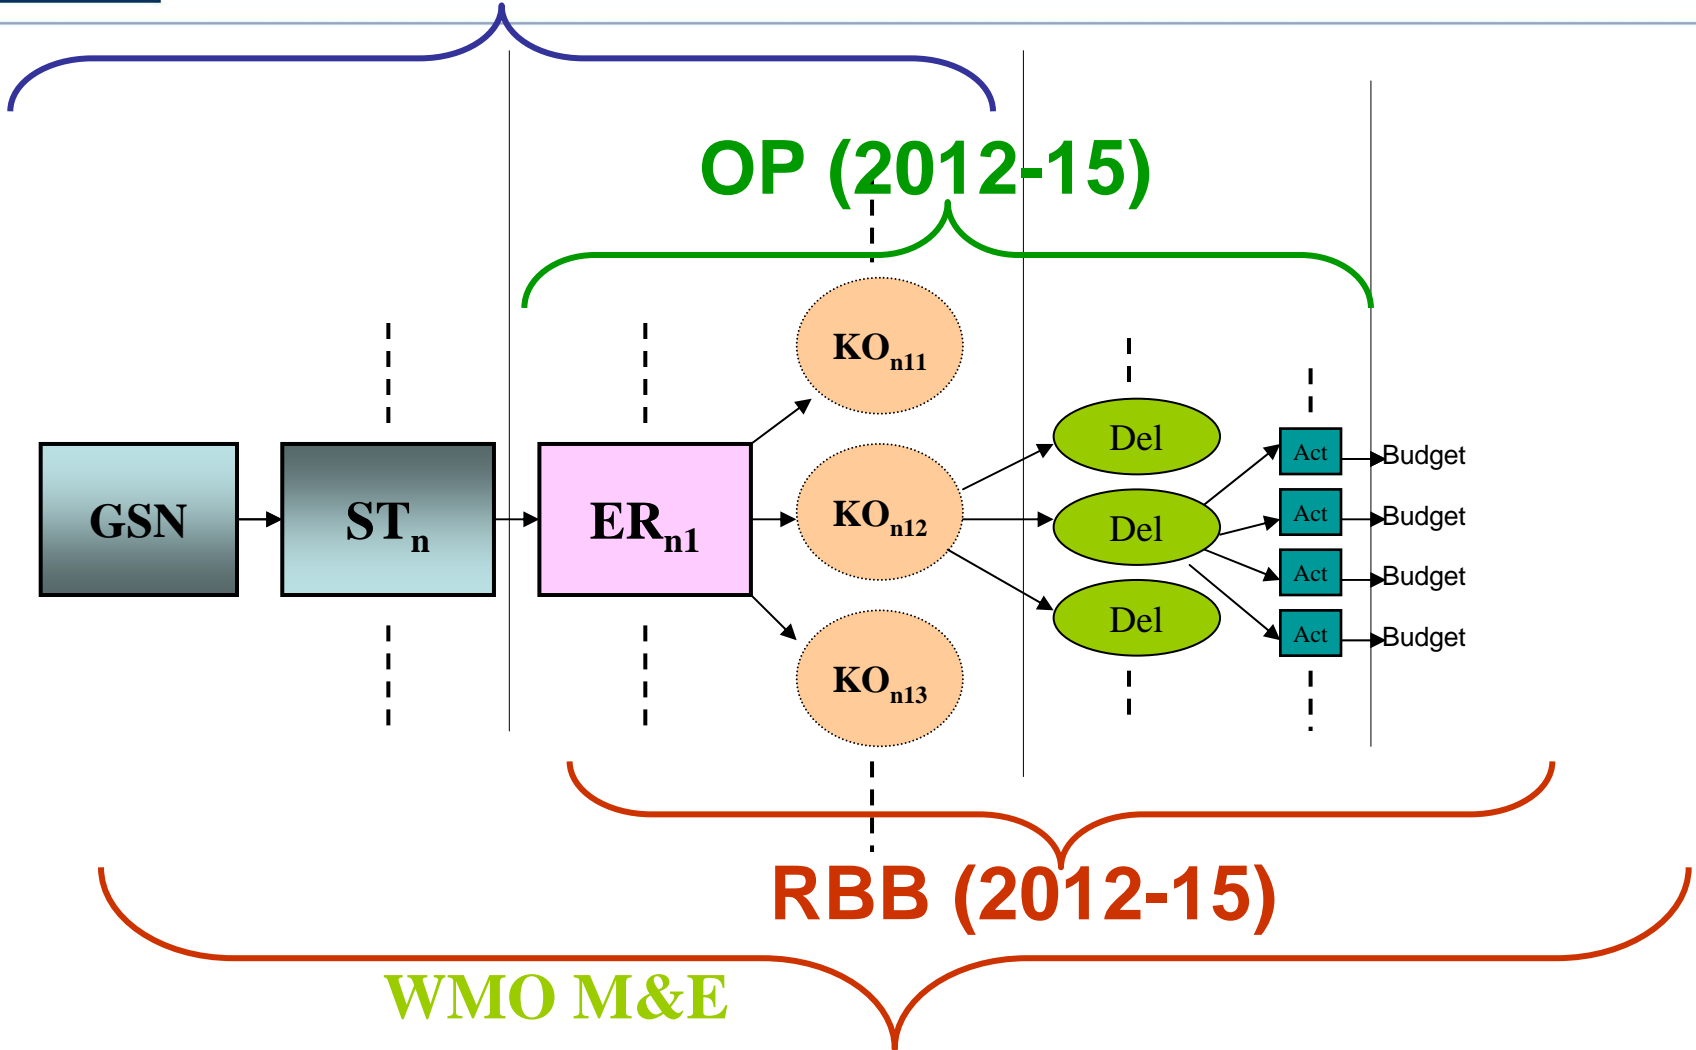 OP (2012-15)
KOn11
GSN
STn
ERn1
KOn12
KOn13
Del
Del
Del
Act
Act
Act
Act
Budget
Budget
Budget
Budget
RBB (2012-15)
WMO M&E